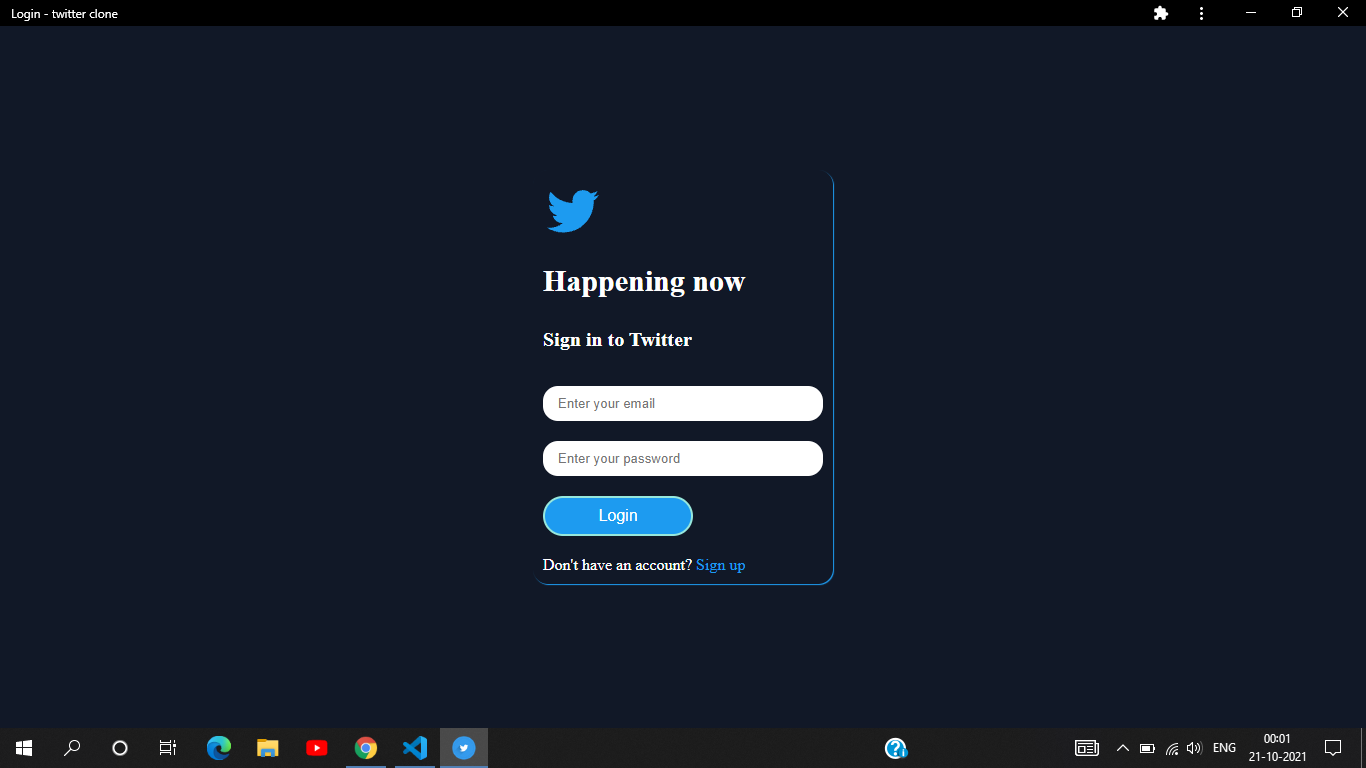 Login - twitter clone
Happening now
Sign in to Twitter
Enter your email
Enter your password
Login
Don't have an account? Sign up
ENG
00:01
21-10-2021